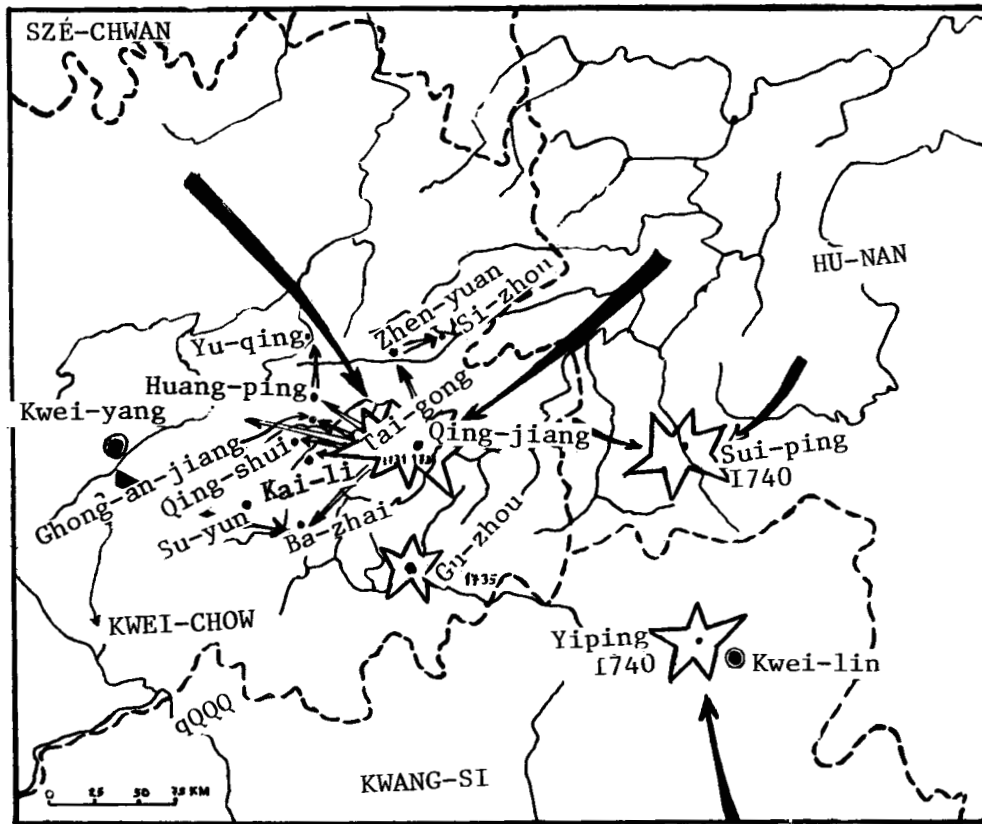 SZÉ-CHWAN
HU-NAN
Zhen-yuan
Si-zhou
Yu-qing
Huang-ping
Kwei-yang
Tai-gong
Qing-jiang
Sui-ping
1740
Ghong-an-jiang
Qing-shui
Kai-li
Su-yun
Ba-zhai
Gu-zhou
1735
KWEI-CHOW
Yiping
1740
Kwei-lin
qQQQ
KWANG-SI
0 25 50 75 KM